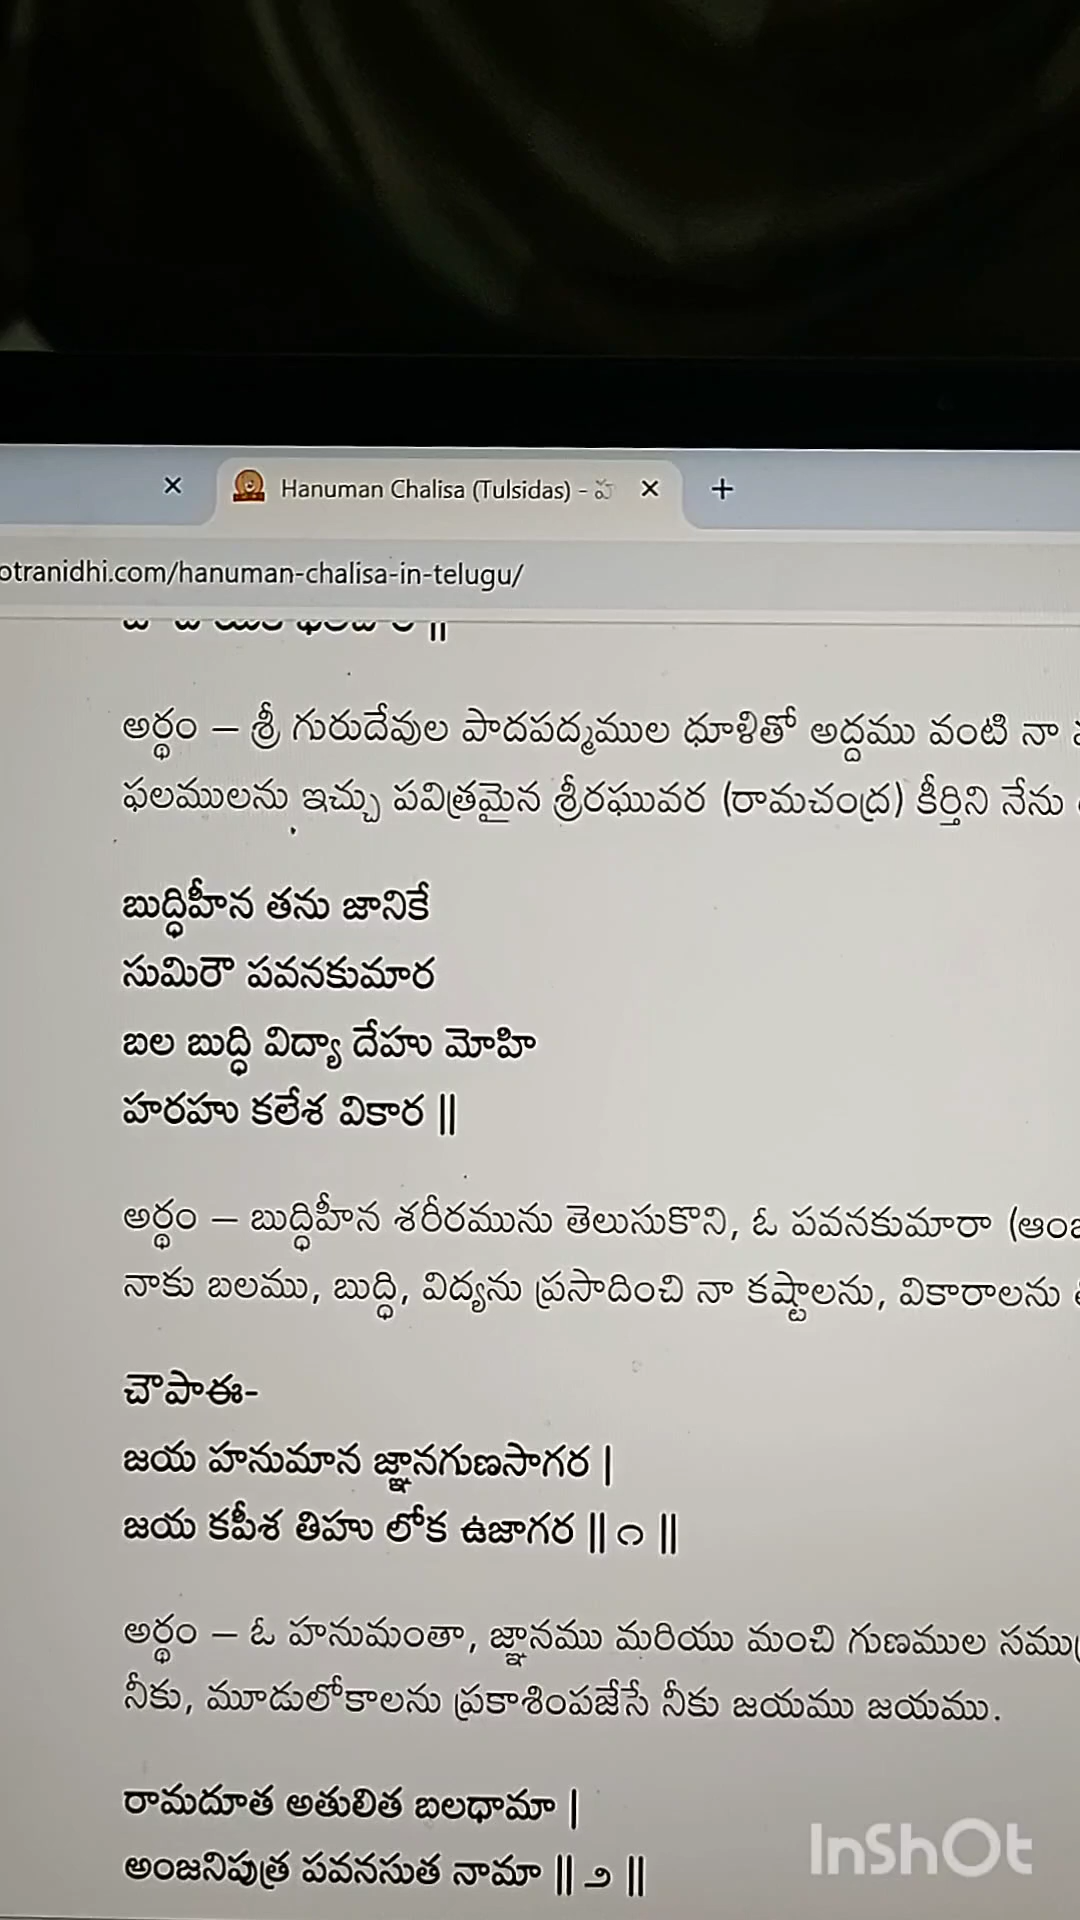 Hanuman Chalisa (Tulsidas) - హ
otranidhi.com/hanuman-chalisa-in-telugu/
అర్థం – శ్రీ గురుదేవుల పాదపద్మముల ధూళితో అద్దము వంటి నా
ఫలములను ఇచ్చు పవిత్రమైన శ్రీరఘువర (రామచంద్ర) కీర్తిని నేను
బుద్ధిహీన తను జానికే
సుమిరౌ పవనకుమార
బల బుద్ధి విద్యా దేహు మోహి
హరహు కలేశ వికార ||
అర్థం – బుద్ధిహీన శరీరమును తెలుసుకొని, ఓ పవనకుమారా (ఆం
నాకు బలము, బుద్ధి, విద్యను ప్రసాదించి నా కష్టాలను, వికారాలను
చౌపాఈ-
జయ హనుమాన జ్ఞానగుణసాగర |
జయ కపీశ తిహు లోక ఉజాగర || ౧ ||
అర్థం – ఓ హనుమంతా, జ్ఞానము మరియు మంచి గుణముల సము
నీకు, మూడులోకాలను ప్రకాశింపజేసే నీకు జయము జయము.
రామదూత అతులిత బలధామా |
అంజనిపుత్ర పవనసుత నామా || ౨ ||
InShOt